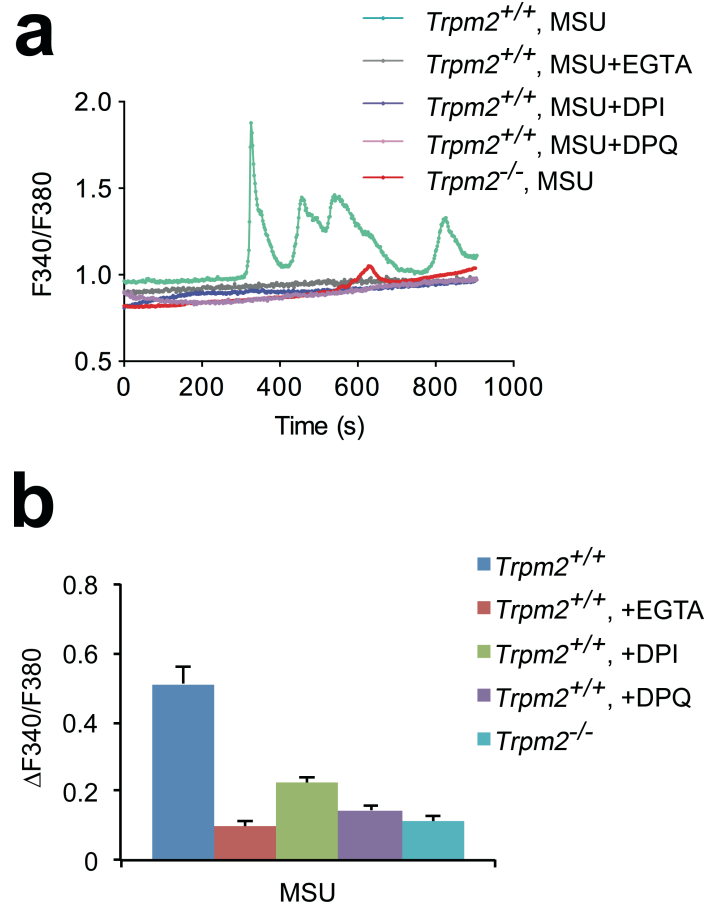 a
Trpm2+/+, MSU
Trpm2+/+, MSU+EGTA
Trpm2+/+, MSU+DPI
Trpm2+/+, MSU+DPQ
Trpm2-/-, MSU
2.0
1.5
1.0
0.5
F340/F380
0 200 400 600 800 1000
Time (s)
b
Trpm2+/+
Trpm2+/+, +EGTA
Trpm2+/+, +DPI
Trpm2+/+, +DPQ
Trpm2-/-
0.8
0.6
0.4
0.2
0
ΔF340/F380
MSU